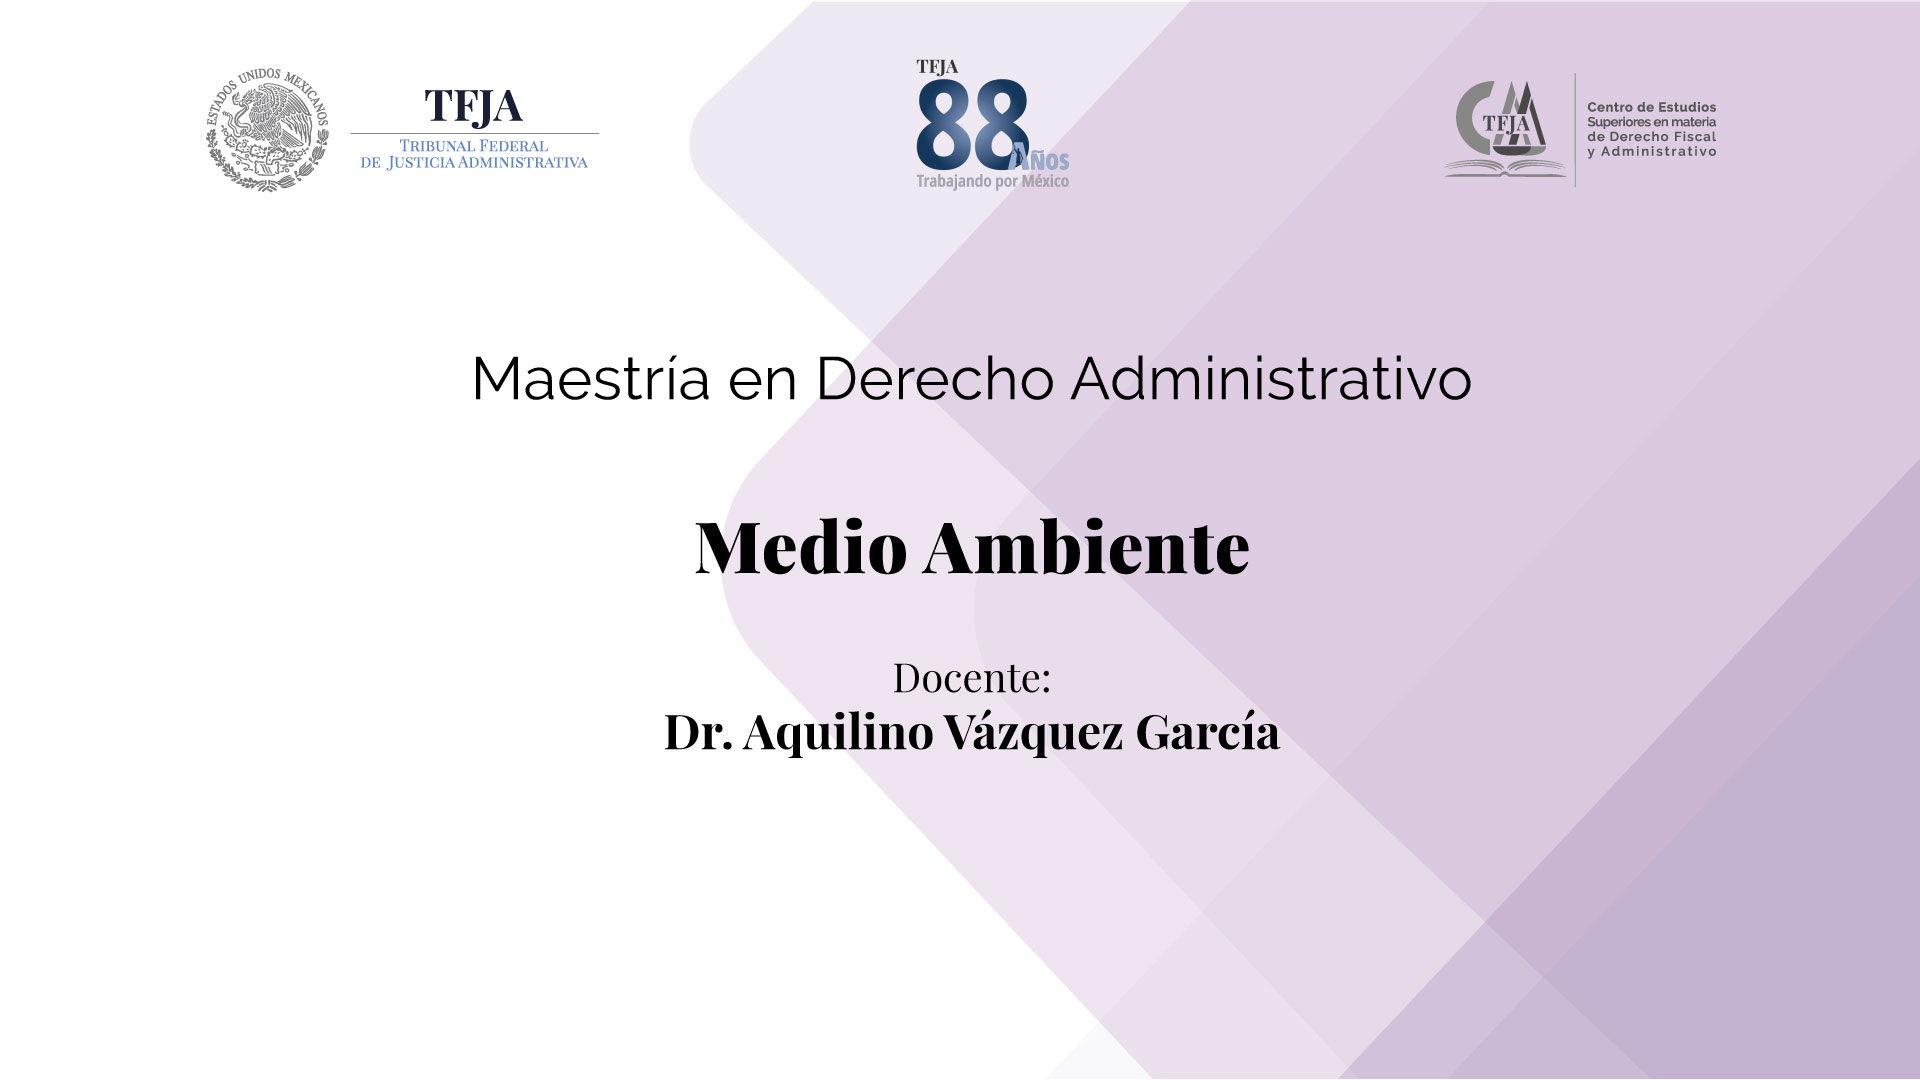 ESTADOS UNIDOS MEXICANOS
TFJA
TRIBUNAL FEDERAL
DE JUSTICIA ADMINISTRATIVA
TFJA
88
AÑOS
Trabajando por México
TFJA
Centro de Estudios
Superiores en materia
de Derecho Fiscal
y Administrativo
Maestría en Derecho Administrativo
Medio Ambiente
Docente:
Dr. Aquilino Vázquez García